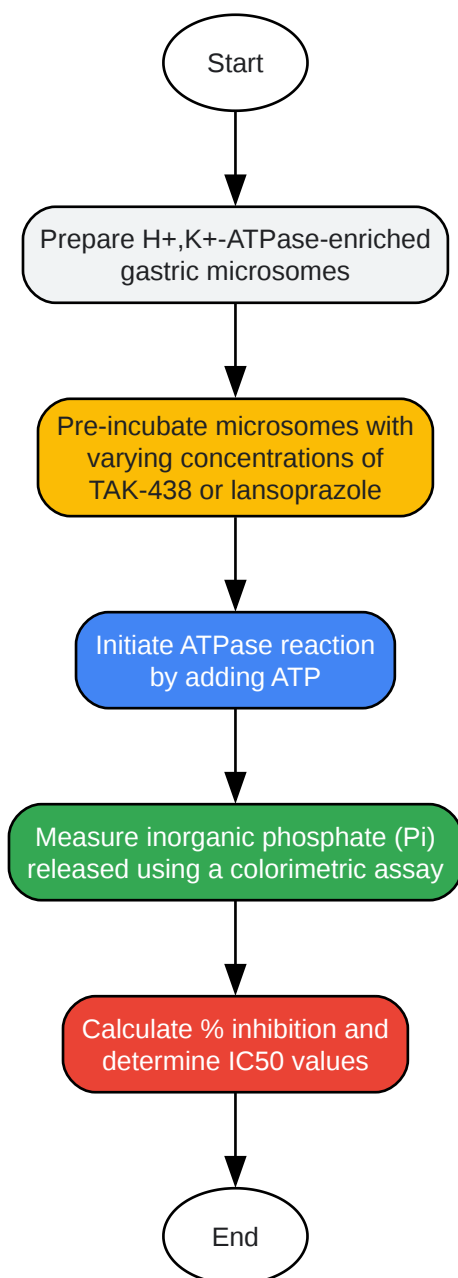 Start
Prepare H+,K+-ATPase-enriched
gastric microsomes
Pre-incubate microsomes with
varying concentrations of
TAK-438 or lansoprazole
Initiate ATPase reaction
by adding ATP
Measure inorganic phosphate (Pi)
released using a colorimetric assay
Calculate % inhibition and
determine IC50 values
End